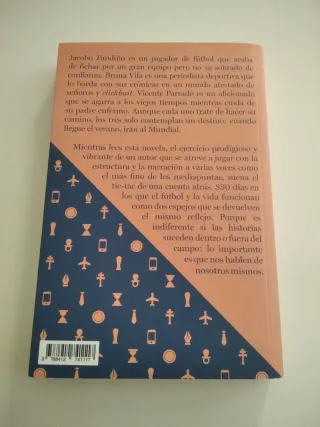 Jacobo Fandiño es un jugador de fútbol que acaba
de fichar por un gran equipo pero no va sobrado de
confianza. Bruna Vila es una periodista deportiva que
lo borda con sus crónicas en un mundo atestado de
señoros y clickbait. Vicente Parrado es un aficionado
que se agarra a los viejos tiempos mientras cuida de
su padre enfermo. Aunque cada uno trate de hacer su
camino, los tres solo contemplan un destino: cuando
llegue el verano, irán al Mundial.
Mientras lees esta novela, el ejercicio prodigioso y
vibrante de un autor que se atreve a jugar con la
estructura y la narración a varias voces como
el más fino de los mediapuntas, suena el
tic-tac de una cuenta atrás. 330 días en
los que el fútbol y la vida funcionan
como dos espejos que se devuelven
el mismo reflejo. Porque es
indiferente si las historias
suceden dentro o fuera del
campo: lo importante
es que nos hablen de
nosotros mismos.